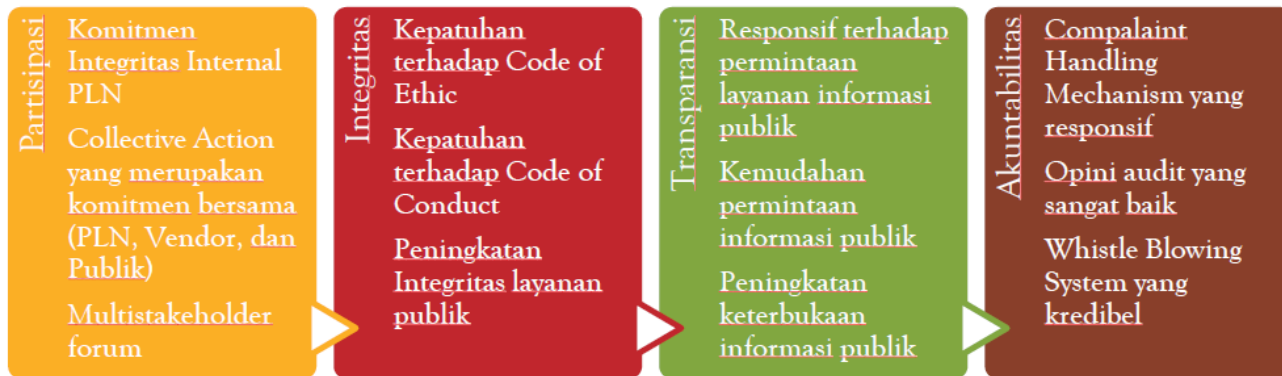 Partisipasi
Komitmen
Integritas Internal
PLN
Collective Action
yang merupakan
komitmen bersama
(PLN, Vendor, dan
Publik)
Multistakeholder
forum
Integritas
Kepatuhan
terhadap Code of
Ethic
Kepatuhan
terhadap Code of
Conduct
Peningkatan
Integritas layanan
publik
Transparansi
Responsif terhadap
permintaan
layanan informasi
publik
Kemudahan
permintaan
informasi publik
Peningkatan
keterbukaan
informasi publik
Akuntabilitas
Compalaint
Handling
Mechanism yang
responsif
Opini audit yang
sangat baik
Whistle Blowing
System yang
kredibel